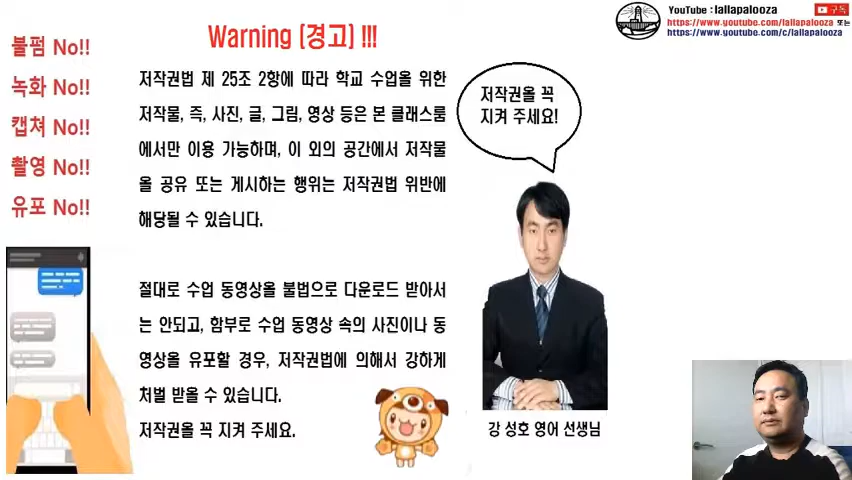 YouTube : lallapalooza
구독
https://www.youtube.com/lallapalooza 또는
https://www.youtube.com/c/lallapalooza
Warning (경고) !!!
불펌 No!!
녹화 No!!
캡쳐 No!!
촬영 No!!
유포 No!!
저작권법 제 25조 2항에 따라 학교 수업을 위한
저작물, 즉, 사진, 글, 그림, 영상 등은 본 클래스룸
에서만 이용 가능하며, 이 외의 공간에서 저작물
을 공유 또는 게시하는 행위는 저작권법 위반에
해당될 수 있습니다.
절대로 수업 동영상을 불법으로 다운로드 받아서
는 안되고, 함부로 수업 동영상 속의 사진이나 동
영상을 유포할 경우, 저작권법에 의해서 강하게
처벌 받을 수 있습니다.
저작권을 꼭 지켜 주세요.
저작권을 꼭
지켜 주세요!
강 성호 영어 선생님